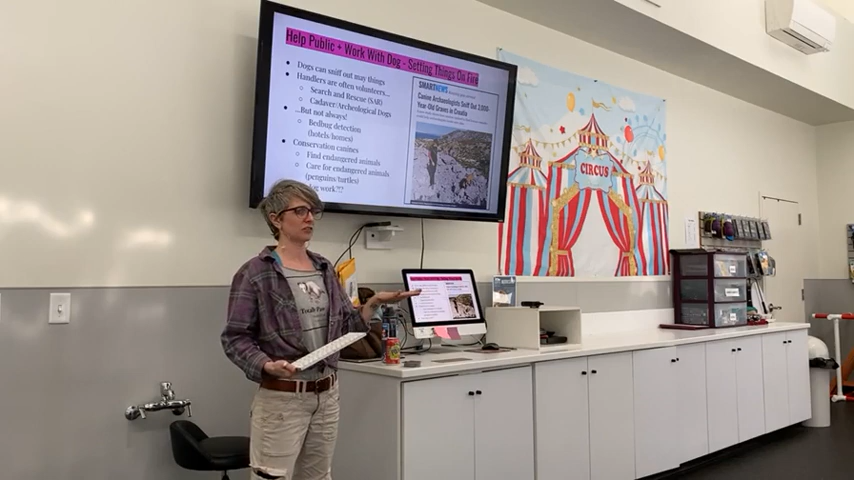 Help Public + Work With Dog - Setting Things On Fire
Dogs can sniff out may things
Handlers are often volunteers...
Search and Rescue (SAR)
Cadaver/Archeological Dogs
...But not always!
Bedbug detection
(hotels/homes)
Conservation canines
Find endangered animals
Care for endangered animals
(penguins/turtles)
work"?
SMARTNEWS
Canine Archaeologists Sniff Out 3,000-
Year-Old Graves in Croatia
CIRCUS